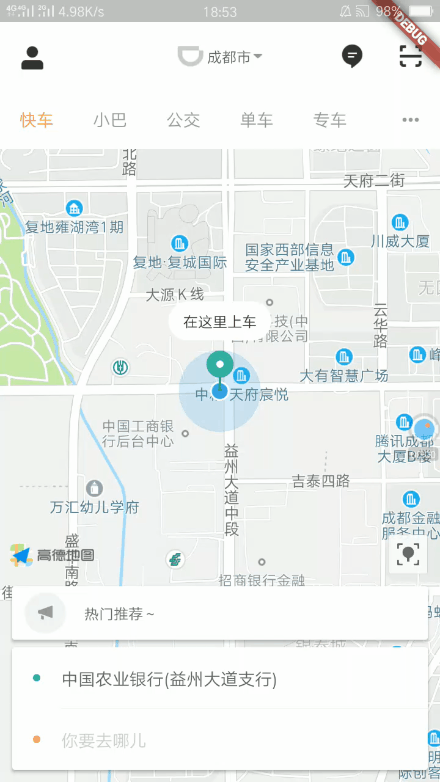 4G 2G 4.98K/s 18:53 98%
DEBUG
成都市
快车 小巴 公交 单车 专车 •••
北路
天府二街
复地雍湖湾1期
川威大厦
复地·复城国际
国家西部信息
安全产业基地
大源K线
云华路
在这里上车
大有智慧广场
天府宸悦
中国工商银
行后台中心
腾讯成都
大厦B楼
益州大道中段
吉泰四路
万汇幼儿学府
成都金融
服务中心
高德地图
招商银行金融
热门推荐 ~
中国农业银行(益州大道支行)
你要去哪儿